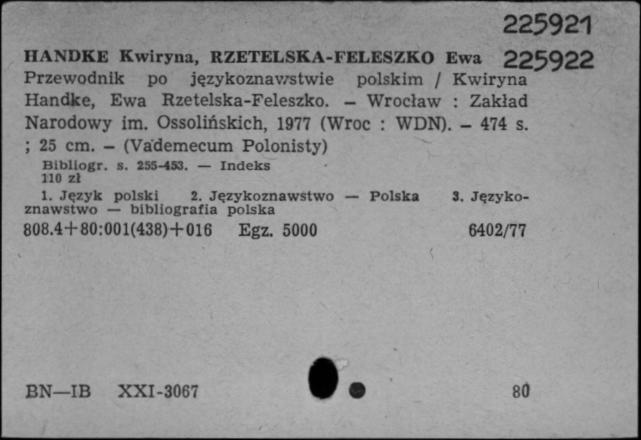 225921
HANDKE Kwiryna, RZETELSKA-FELESZKO Ewa 225922
Przewodnik po językoznawstwie polskim / Kwiryna
Handke, Ewa Rzetelska-Feleszko. — Wrocław : Zakład
Narodowy im. Ossolińskich, 1977 (Wroc : WDN). — 474 s.
; 25 cm. — (Vademecum Polonisty)
Bibliogr. s. 255-453. — Indeks
110 zł
1. Język polski 2. Językoznawstwo — Polska 3. Języko-
znawstwo — bibliografia polska
808.4+80:001(438)+016 Egz. 5000 6402/77
BN—IB XXI-3067 80